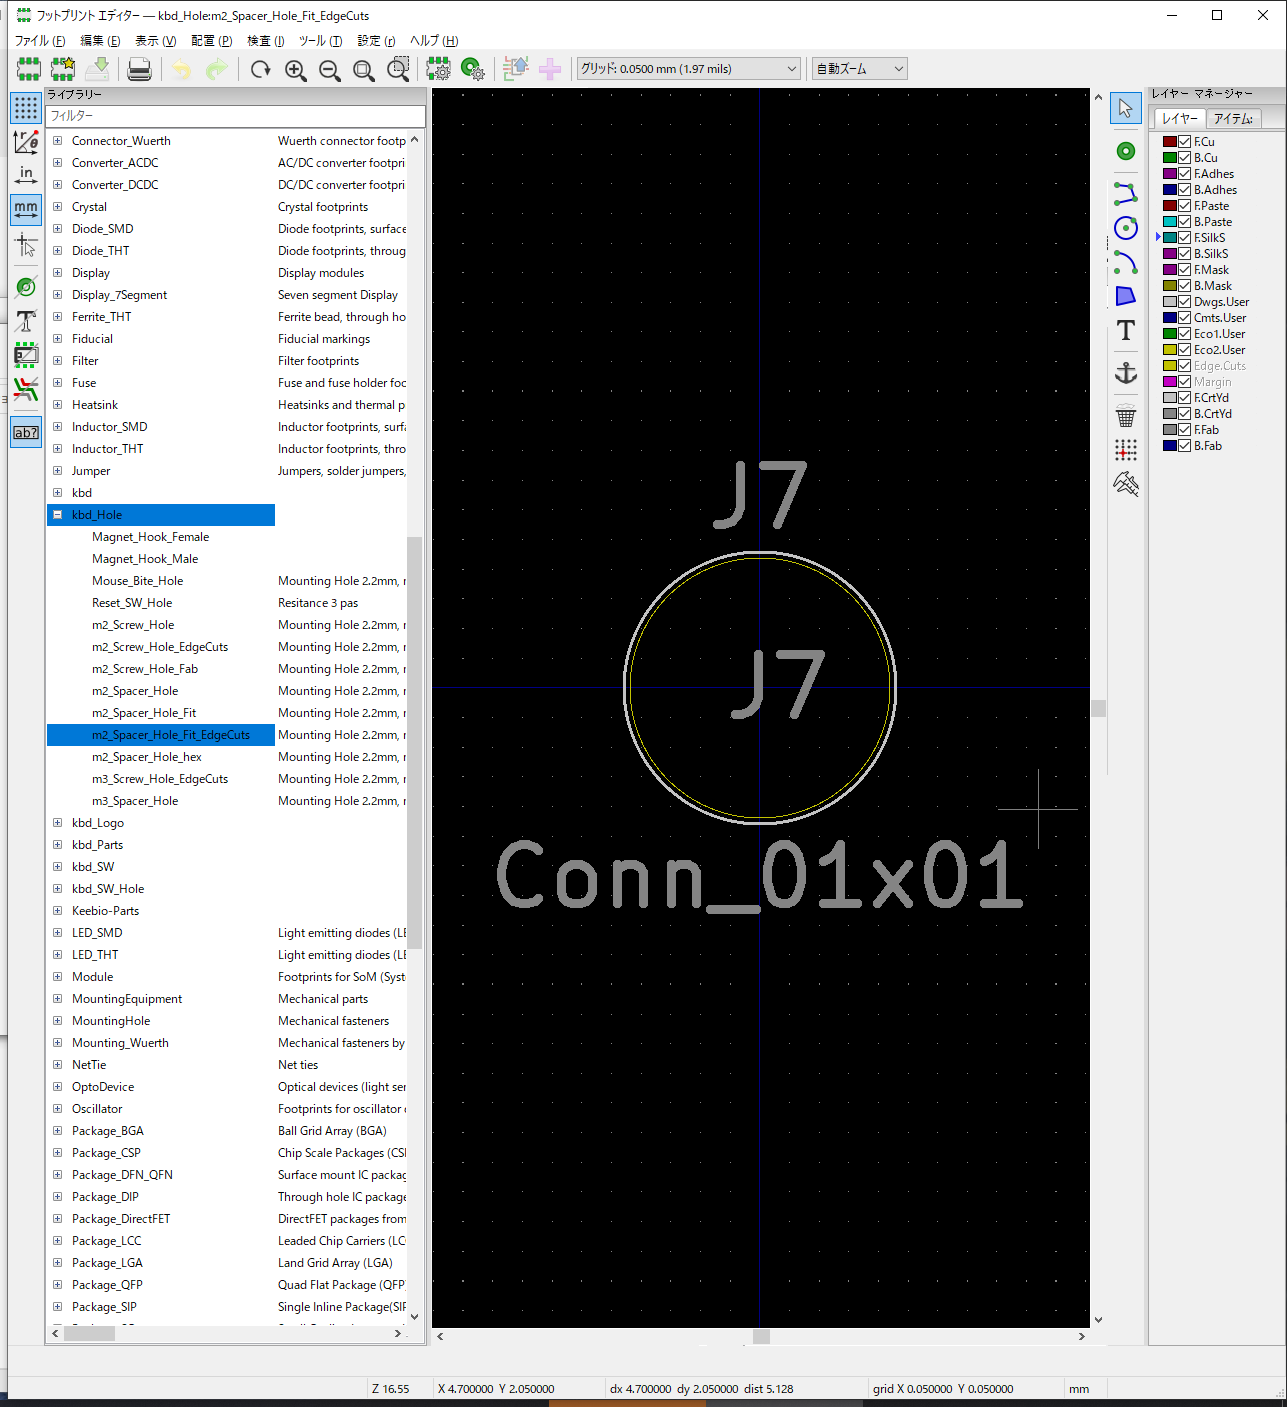 フットプリント エディター — kbd_Hole:m2_Spacer_Hole_Fit_EdgeCuts
ファイル (F) 編集 (E) 表示 (V) 配置 (P) 検査 (I) ツール (T) 設定 (r) ヘルプ (H)
グリッド: 0.0500 mm (1.97 mils) 自動ズーム
ライブラリー
フィルター
Connector_Wuerth Wuerth connector footp
Converter_ACDC AC/DC converter footpri
Converter_DCDC DC/DC converter footpri
Crystal Crystal footprints
Diode_SMD Diode footprints, surface
Diode_THT Diode footprints, throug
Display Display modules
Display_7Segment Seven segment Display
Ferrite_THT Ferrite bead, through ho
Fiducial Fiducial markings
Filter Filter footprints
Fuse Fuse and fuse holder foc
Heatsink Heatsinks and thermal p
Inductor_SMD Inductor footprints, surfa
Inductor_THT Inductor footprints, thro
Jumper Jumpers, solder jumpers,
kbd
kbd_Hole
Magnet_Hook_Female
Magnet_Hook_Male
Mouse_Bite_Hole Mounting Hole 2.2mm, r
Reset_SW_Hole Resitance 3 pas
m2_Screw_Hole Mounting Hole 2.2mm, r
m2_Screw_Hole_EdgeCuts Mounting Hole 2.2mm, r
m2_Screw_Hole_Fab Mounting Hole 2.2mm, r
m2_Spacer_Hole Mounting Hole 2.2mm, r
m2_Spacer_Hole_Fit Mounting Hole 2.2mm, r
m2_Spacer_Hole_Fit_EdgeCuts Mounting Hole 2.2mm, r
m2_Spacer_Hole_hex Mounting Hole 2.2mm, r
m3_Screw_Hole_EdgeCuts Mounting Hole 2.2mm, r
m3_Spacer_Hole Mounting Hole 2.2mm, r
kbd_Logo
kbd_Parts
kbd_SW
kbd_SW_Hole
Keebio-Parts
LED_SMD Light emitting diodes (LE
LED_THT Light emitting diodes (LE
Module Footprints for SoM (Syst
MountingEquipment Mechanical parts
MountingHole Mechanical fasteners
Mounting_Wuerth Mechanical fasteners by
NetTie Net ties
OptoDevice Optical devices (light ser
Oscillator Footprints for oscillator
Package_BGA Ball Grid Array (BGA)
Package_CSP Chip Scale Packages (CSI
Package_DFN_QFN Surface mount IC packag
Package_DIP Through hole IC package
Package_DirectFET DirectFET packages from
Package_LCC Leaded Chip Carriers (LC
Package_LGA Land Grid Array (LGA)
Package_QFP Quad Flat Package (QFP
Package_SIP Single Inline Package(SIP
in
mm
ab?
J7
J7
Conn_01x01
T
レイヤー マネージャー
レイヤー アイテム:
F.Cu
B.Cu
F.Adhes
B.Adhes
F.Paste
B.Paste
F.SilkS
B.SilkS
F.Mask
B.Mask
Dwgs.User
Cmts.User
Eco1.User
Eco2.User
Edge.Cuts
Margin
F.CrtYd
B.CrtYd
F.Fab
B.Fab
Z 16.55 X 4.700000 Y 2.050000 dx 4.700000 dy 2.050000 dist 5.128 grid X 0.050000 Y 0.050000 mm